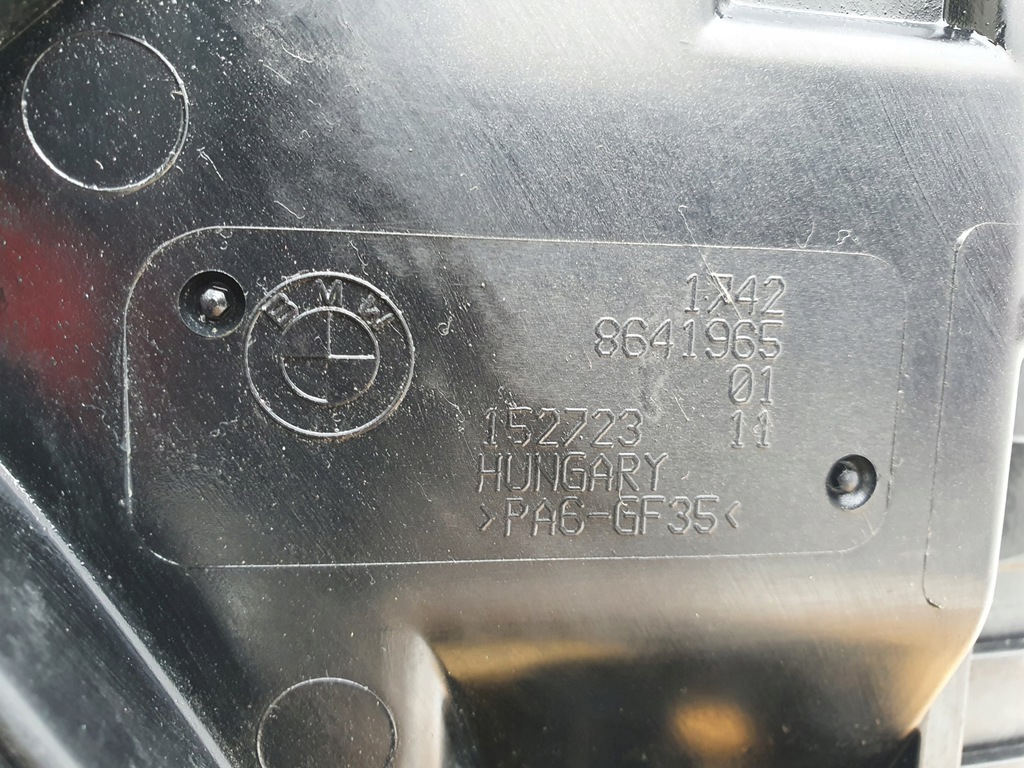 BMW
1742
8641965
01
152723 11
HUNGARY
>PA6-GF35<